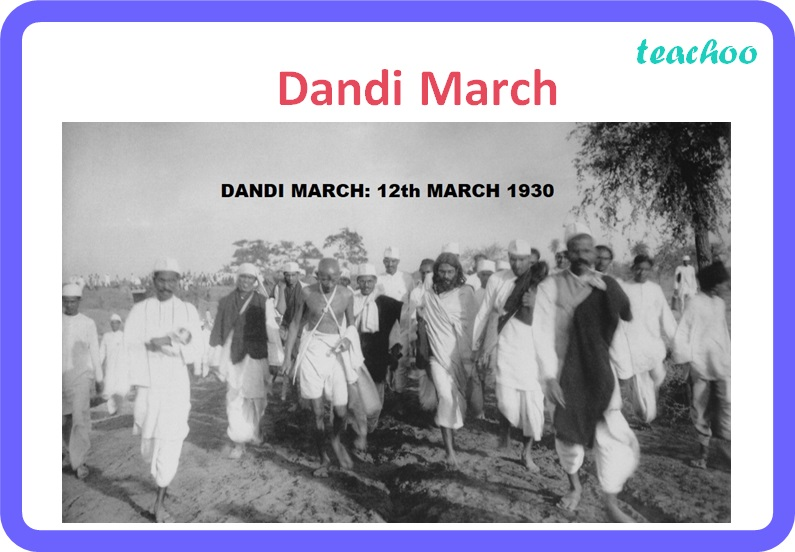 teachoo
Dandi March
DANDI MARCH: 12th MARCH 1930